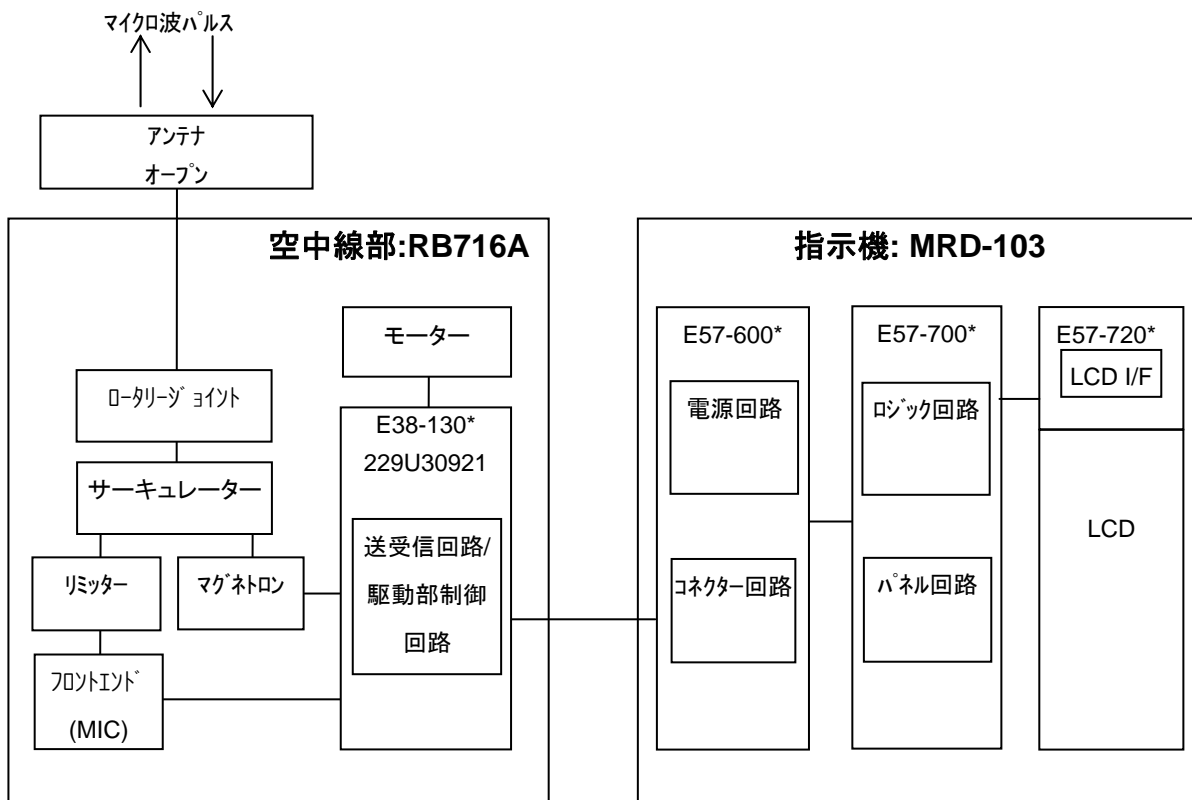 ﾏｲｸﾛ波ﾊﾟﾙｽ
アンテナ
オープン
空中線部:RB716A
モーター
ﾛｰﾀﾘｰｼﾞｮｲﾝﾄ
E38-130*
229U30921
サーキュレーター
送受信回路/
駆動部制御
回路
ﾘﾐｯﾀｰ
ﾏｸﾞﾈﾄﾛﾝ
ﾌﾛﾝﾄｴﾝﾄﾞ
(MIC)
指示機: MRD-103
E57-600*
電源回路
ｺﾈｸﾀｰ回路
E57-700*
ﾛｼﾞｯｸ回路
ﾊﾟﾈﾙ回路
E57-720*
LCD I/F
LCD